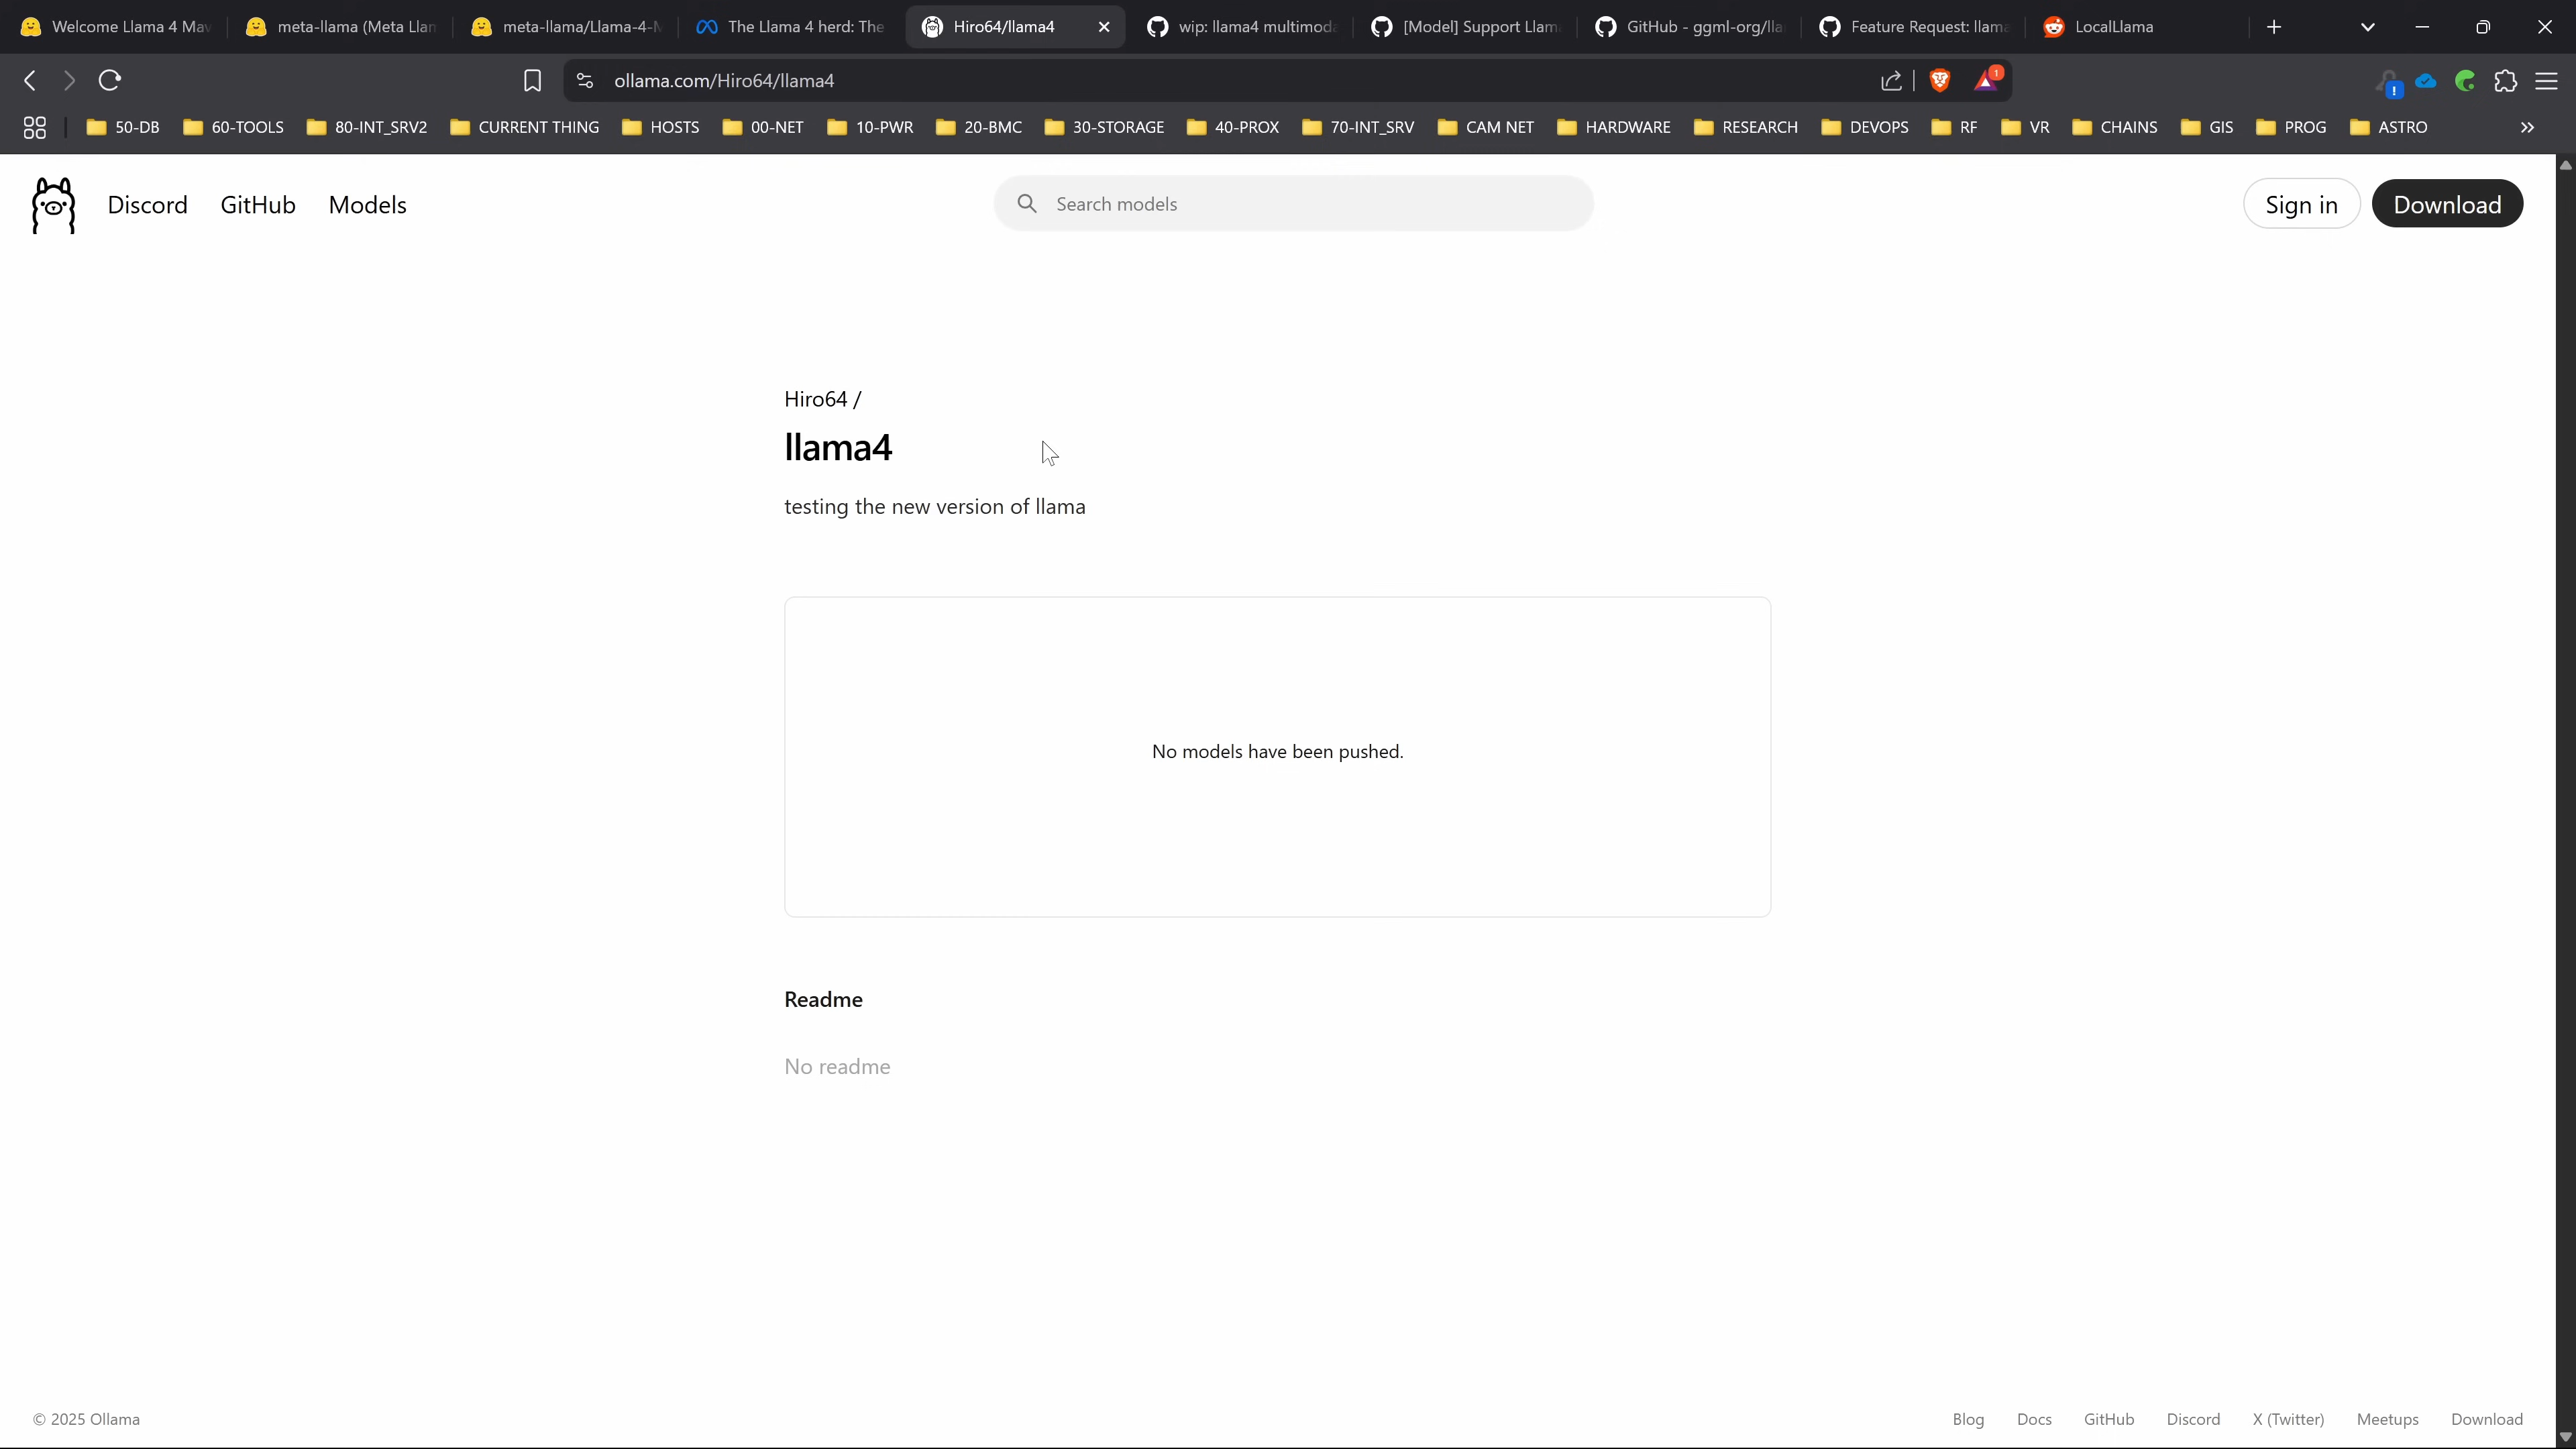 Welcome Llama 4 Mav
meta-llama (Meta Llam
meta-llama/Llama-4-M
The Llama 4 herd: The
Hiro64/llama4
wip: llama4 multimoda
[Model] Support Llam
GitHub - ggml-org/lla
Feature Request: llama
LocalLlama
ollama.com/Hiro64/llama4
1
50-DB
60-TOOLS
80-INT_SRV2
CURRENT THING
HOSTS
00-NET
10-PWR
20-BMC
30-STORAGE
40-PROX
70-INT_SRV
CAM NET
HARDWARE
RESEARCH
DEVOPS
RF
VR
CHAINS
GIS
PROG
ASTRO
Discord
GitHub
Models
Search models
Sign in
Download
Hiro64 /
llama4
testing the new version of llama
No models have been pushed.
Readme
No readme
© 2025 Ollama
Blog
Docs
GitHub
Discord
X (Twitter)
Meetups
Download